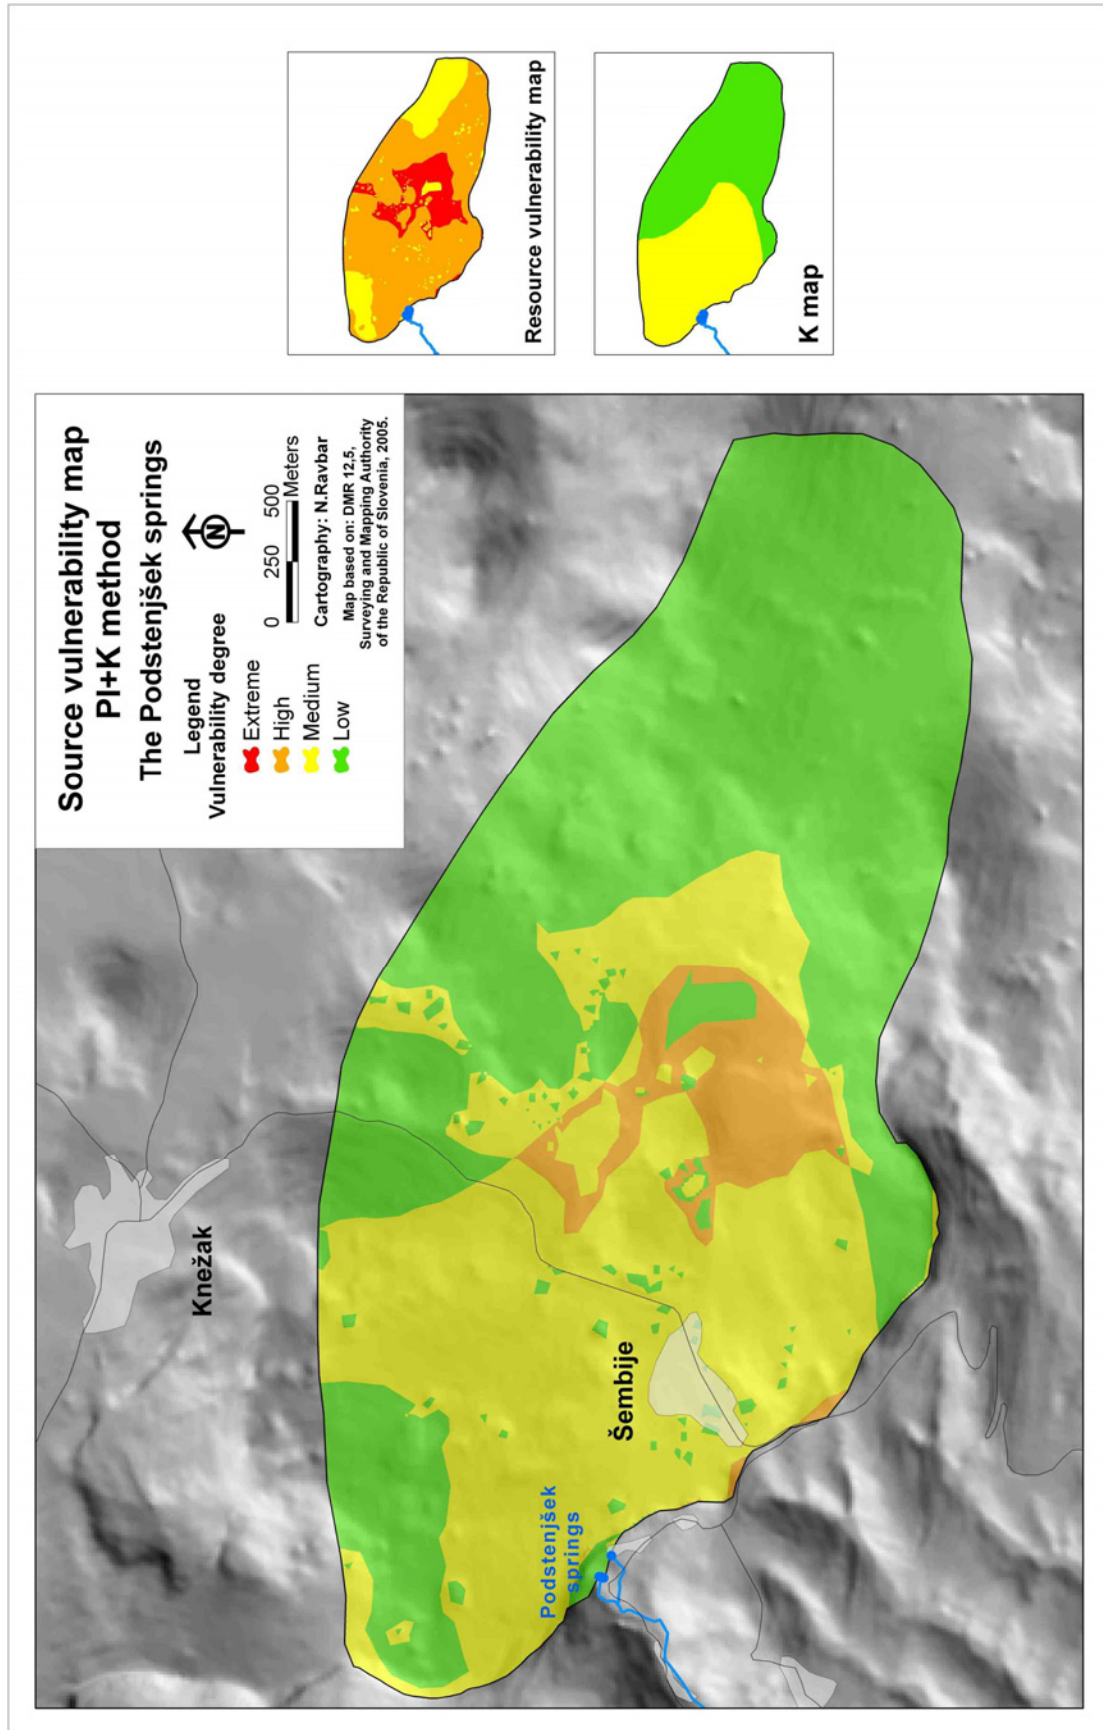 Source vulnerability map
PI+K method
The Podstenjšek springs
Legend
Vulnerability degree
Extreme
High
Medium
Low
N
0 250 500
Meters
Cartography: N.Ravbar
Map based on: DMR 12,5,
Surveying and Mapping Authority
of the Republic of Slovenia, 2005.
Knežak
Šembije
Podstenjšek
springs
Resource vulnerability map
K map